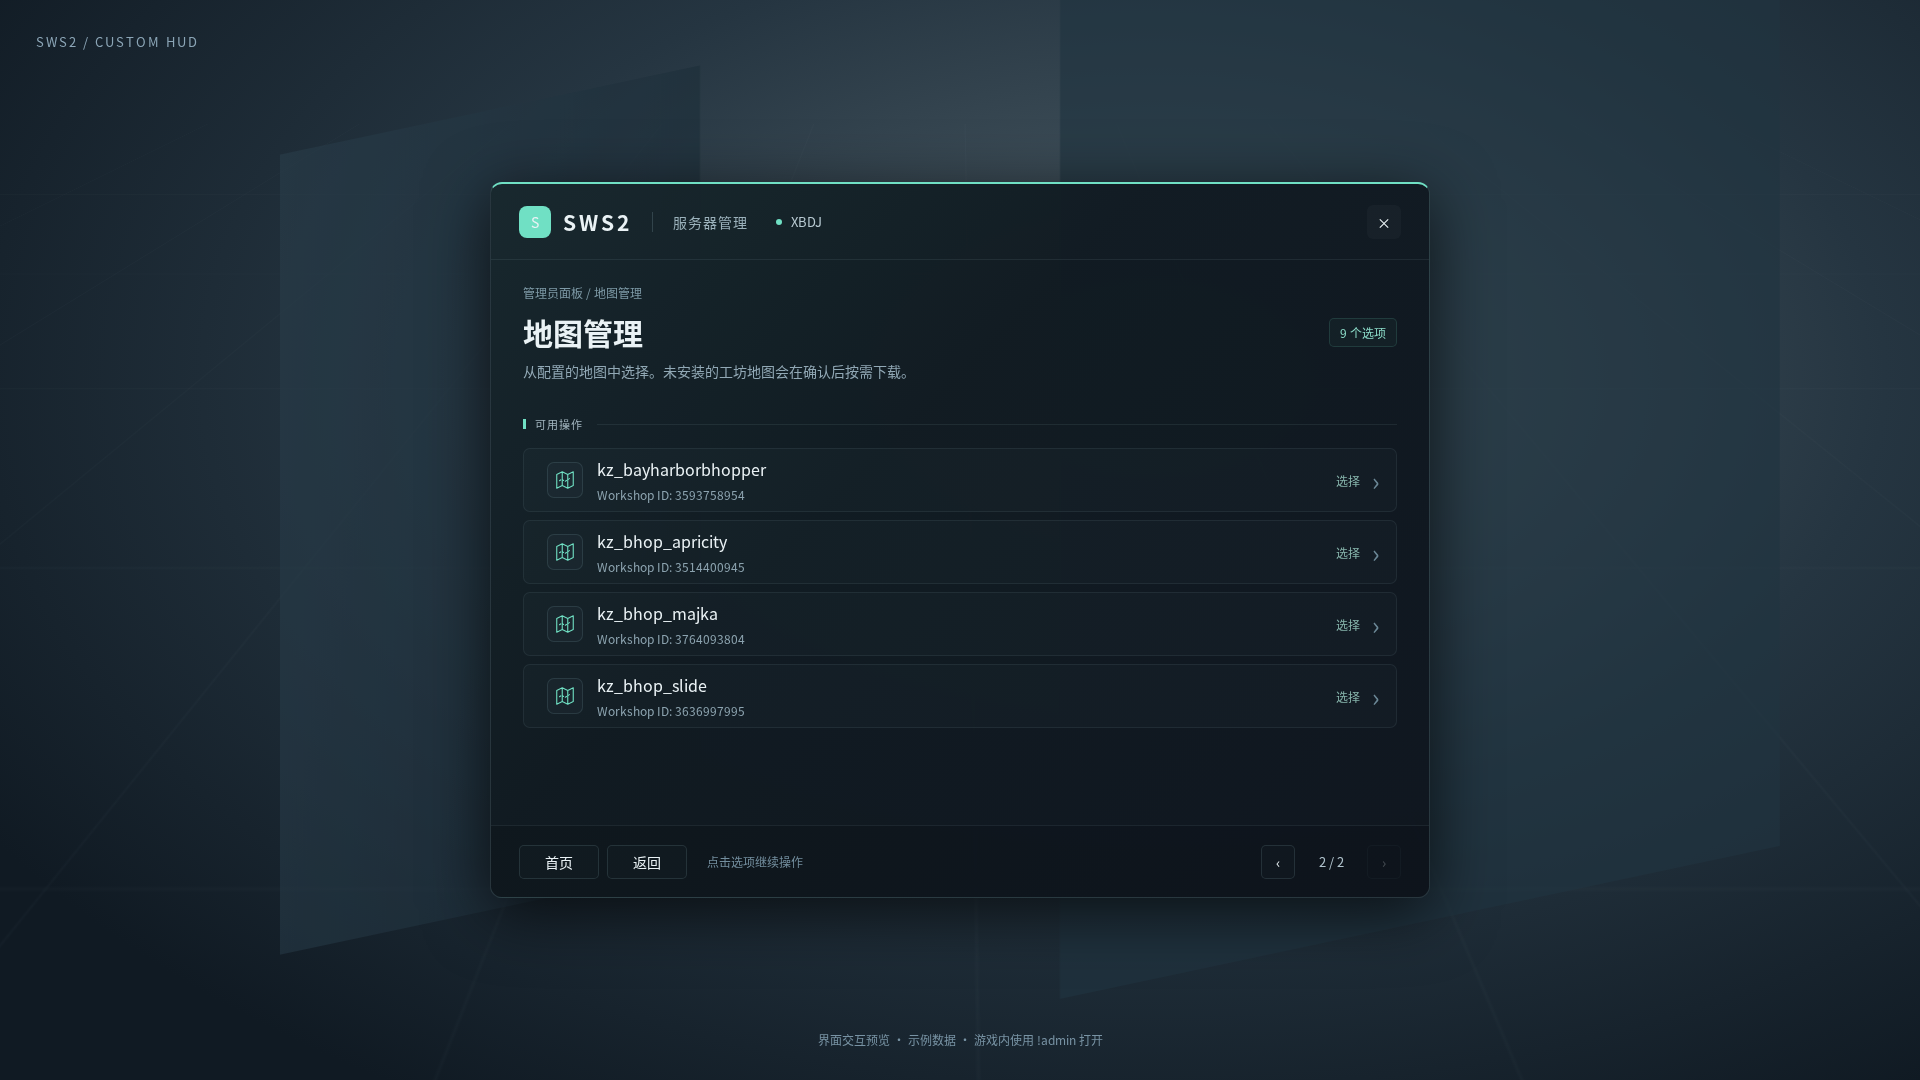 SWS2 / CUSTOM HUD
S SWS2 服务器管理 XBDJ ×
管理员面板 / 地图管理
地图管理
9 个选项
从配置的地图中选择。未安装的工坊地图会在确认后按需下载。
可用操作
kz_bayharborbhopper
Workshop ID: 3593758954
选择 ›
kz_bhop_apricity
Workshop ID: 3514400945
选择 ›
kz_bhop_majka
Workshop ID: 3764093804
选择 ›
kz_bhop_slide
Workshop ID: 3636997995
选择 ›
首页 返回 点击选项继续操作 ‹ 2 / 2 ›
界面交互预览 · 示例数据 · 游戏内使用 !admin 打开